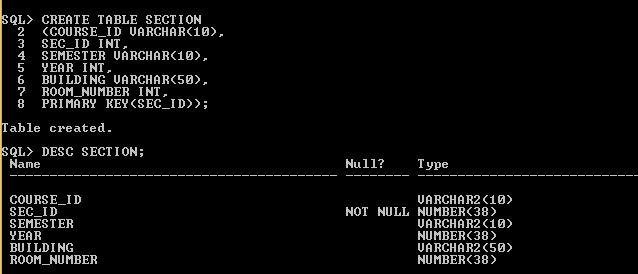 SQL> CREATE TABLE SECTION
2 (COURSE_ID VARCHAR(10),
3 SEC_ID INT,
4 SEMESTER VARCHAR(10),
5 YEAR INT,
6 BUILDING VARCHAR(50),
7 ROOM_NUMBER INT,
8 PRIMARY KEY(SEC_ID));
Table created.
SQL> DESC SECTION;
Name Null? Type
----------------------------------------- -------- ----------------------------
COURSE_ID VARCHAR2(10)
SEC_ID NOT NULL NUMBER(38)
SEMESTER VARCHAR2(10)
YEAR NUMBER(38)
BUILDING VARCHAR2(50)
ROOM_NUMBER NUMBER(38)